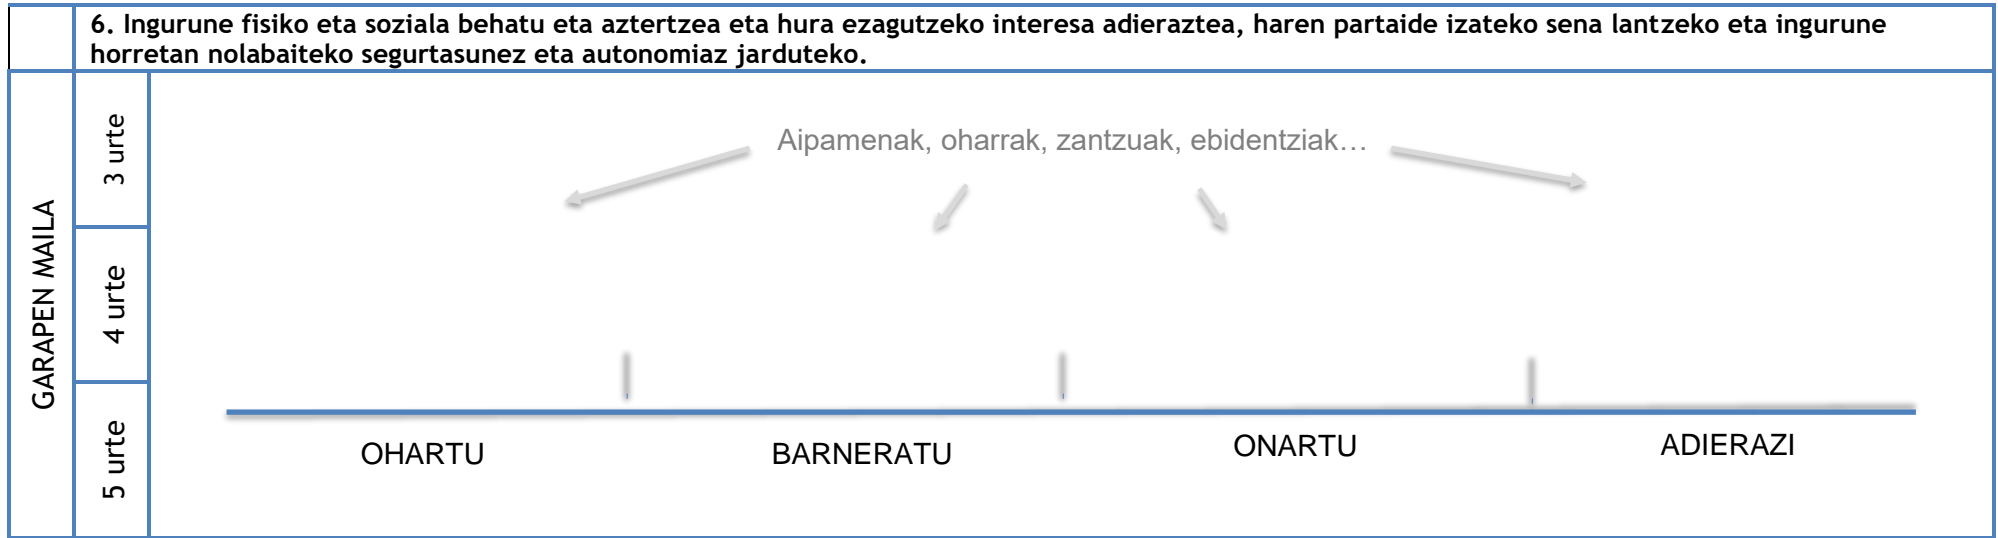 6. Ingurune fisiko eta soziala behatu eta aztertzea eta hura ezagutzeko interesa adieraztea, haren partaide izateko sena lantzeko eta ingurune
horretan nolabaiteko segurtasunez eta autonomiaz jarduteko.
GARAPEN MAILA
3 urte
4 urte
5 urte
Aipamenak, oharrak, zantzuak, ebidentziak…
OHARTU
BARNERATU
ONARTU
ADIERAZI